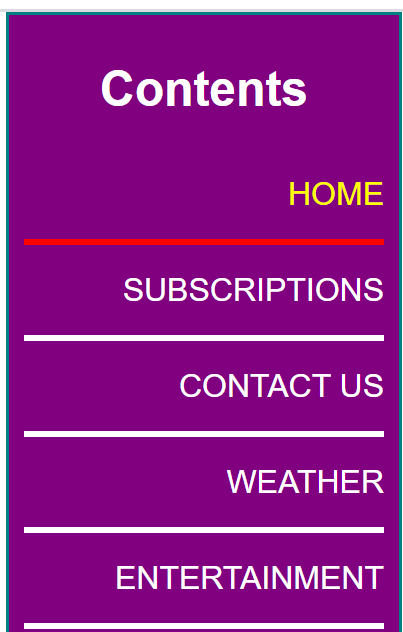 Contents
HOME
SUBSCRIPTIONS
CONTACT US
WEATHER
ENTERTAINMENT